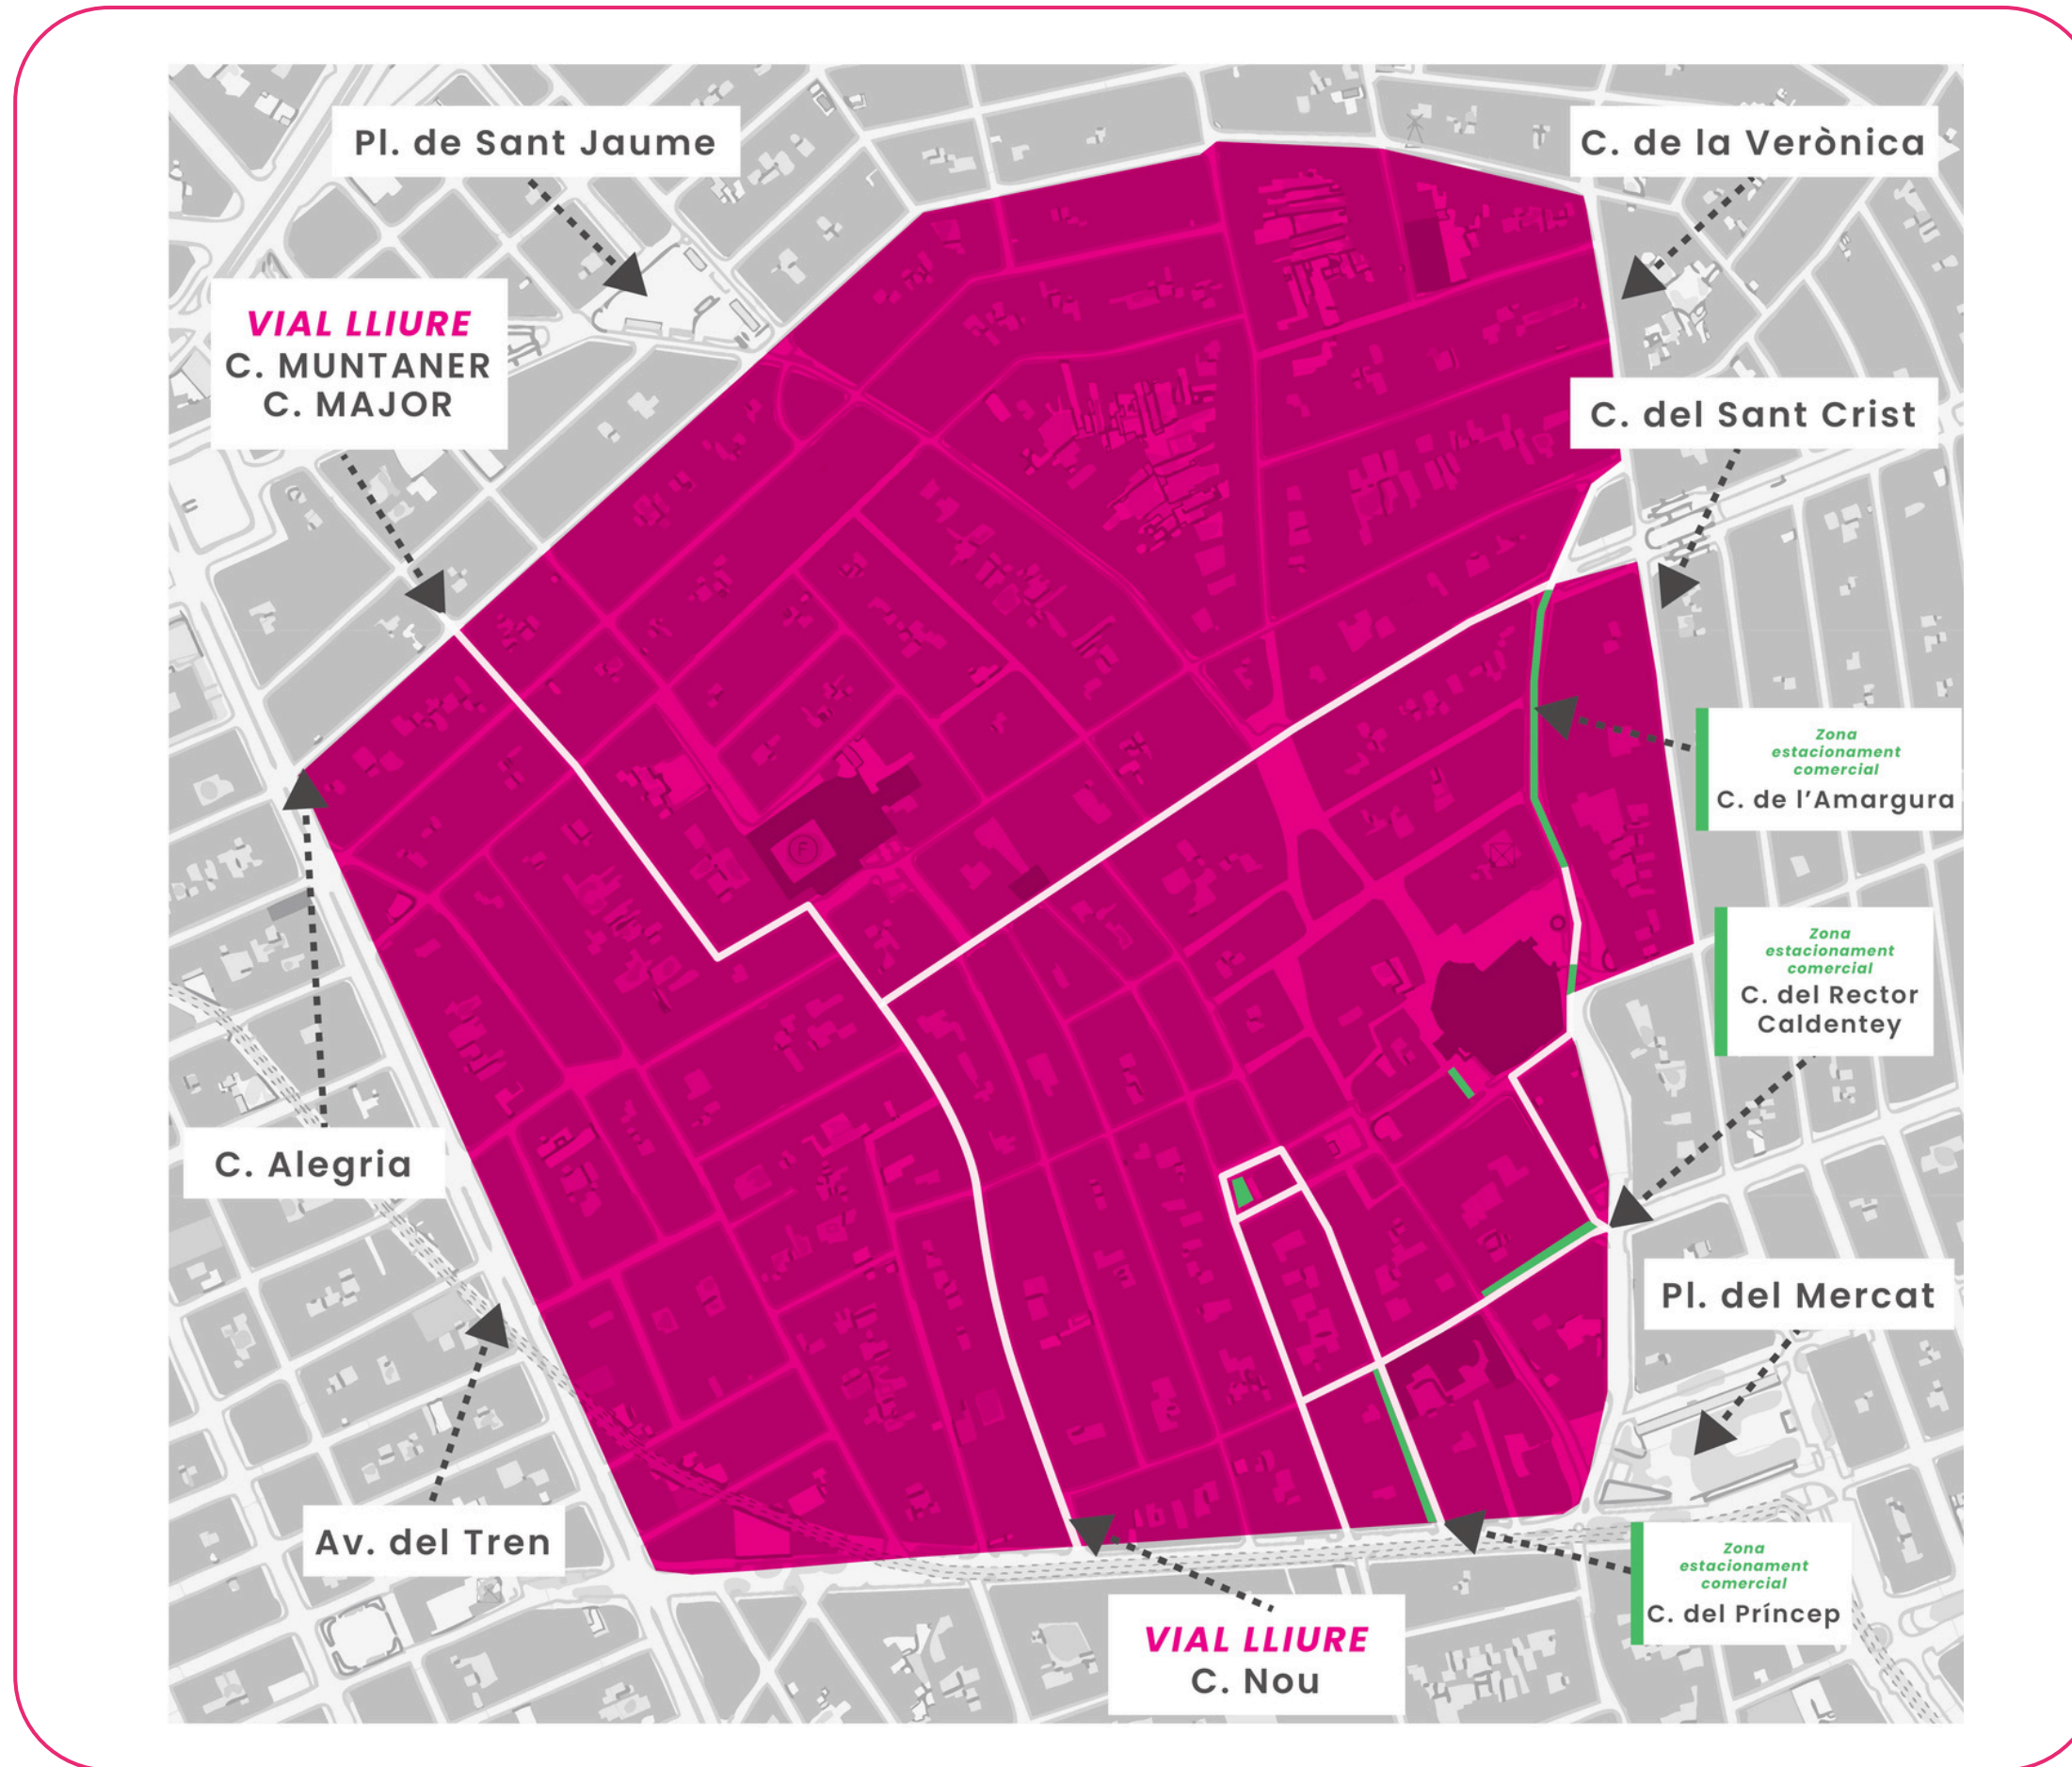 Pl. de Sant Jaume
C. de la Verònica
VIAL LLIURE
C. MUNTANER
C. MAJOR
C. del Sant Crist
Zona
estacionament
comercial
C. de l'Amargura
Zona
estacionament
comercial
C. del Rector
Caldentey
C. Alegria
Pl. del Mercat
Av. del Tren
Zona
estacionament
comercial
C. del Príncep
VIAL LLIURE
C. Nou
F